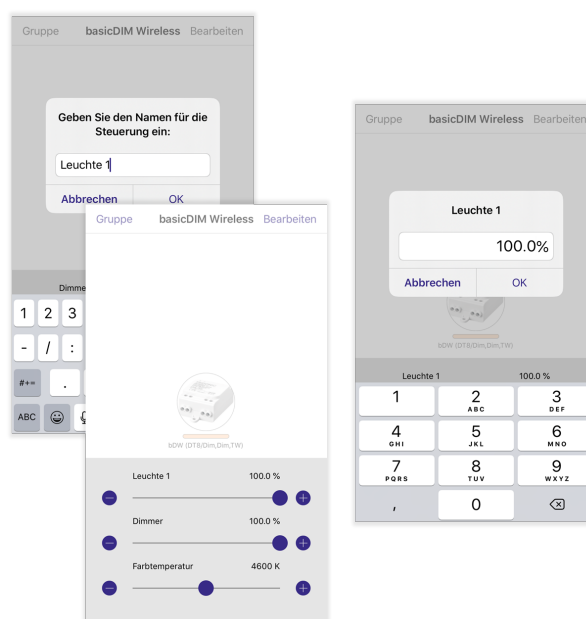 Gruppe basicDIM Wireless Bearbeiten
Geben Sie den Namen für die
Steuerung ein:
Leuchte 1
Abbrechen OK
Dimme
1 2 3
- / :
#+= .
ABC
Gruppe basicDIM Wireless Bearbeiten
bDW (DT8/Dim,Dim,TW)
Leuchte 1 100.0 %
Dimmer 100.0 %
Farbtemperatur 4600 K
Gruppe basicDIM Wireless Bearbeiten
Leuchte 1
100.0%
Abbrechen OK
bDW (DT8/Dim,Dim,TW)
Leuchte 1 100.0 %
1 2 3
ABC DEF
4 5 6
GHI JKL MNO
7 8 9
PQRS TUV WXYZ
, 0